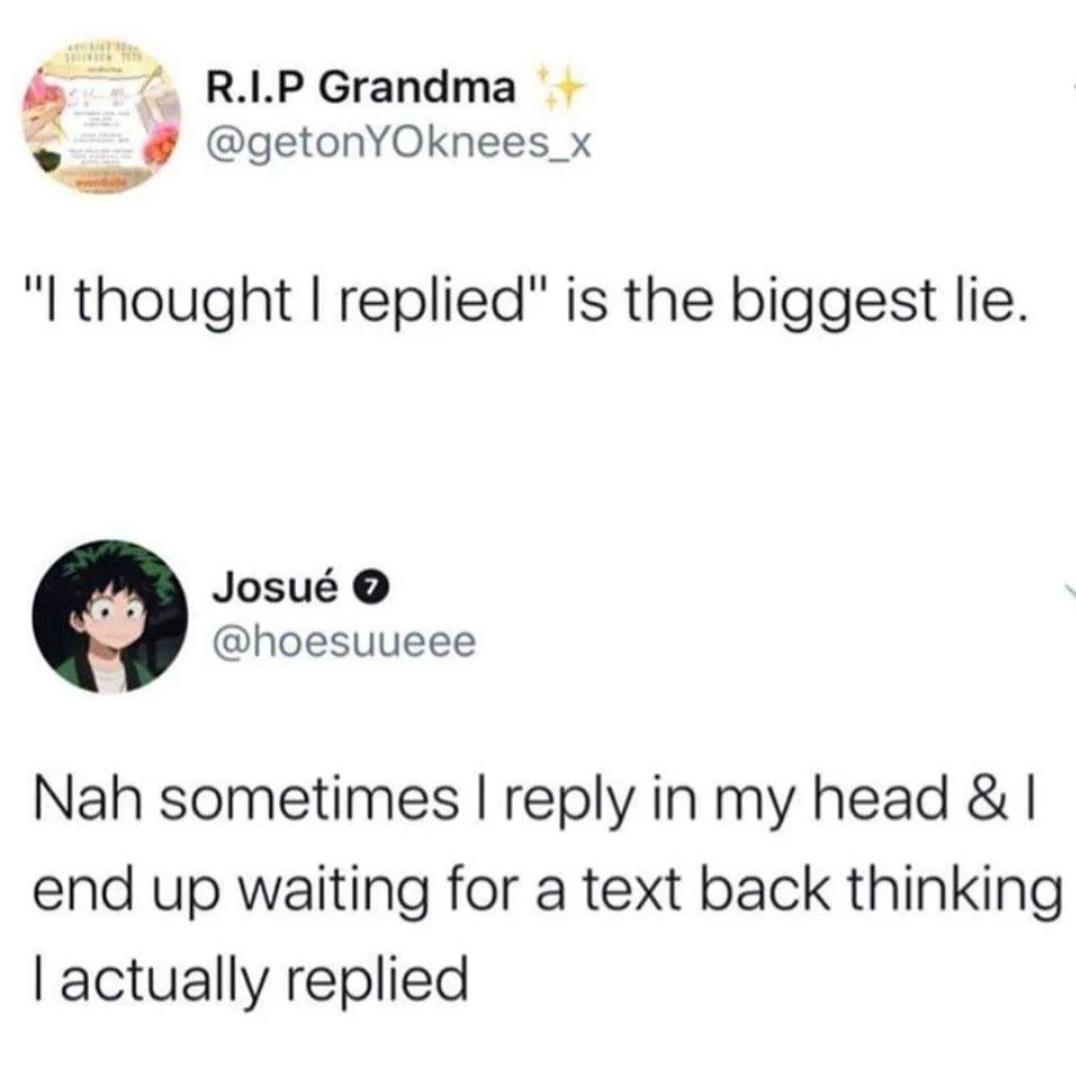 R.I.P Grandma ✨
@getonYOknees_x
"I thought I replied" is the biggest lie.
Josué 7
@hoesuueee
Nah sometimes I reply in my head & I
end up waiting for a text back thinking
I actually replied